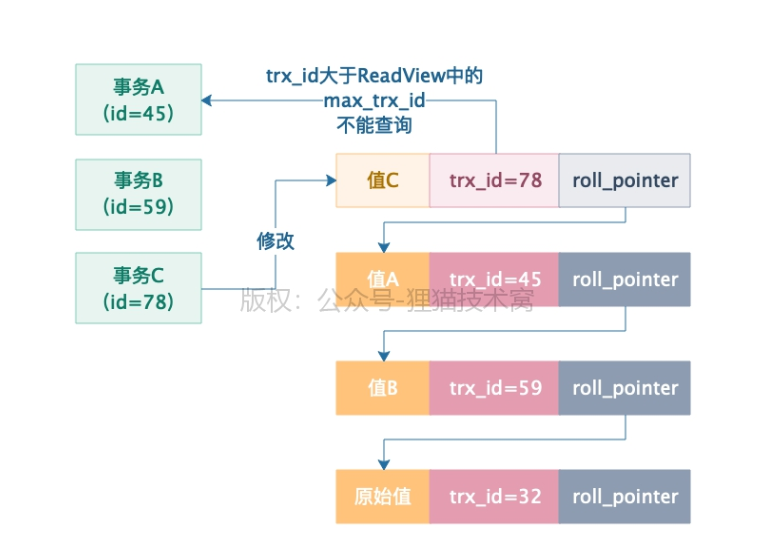 trx_id大于ReadView中的
max_trx_id
不能查询
事务A
(id=45)
事务B
(id=59)
事务C
(id=78)
修改
值C trx_id=78 roll_pointer
值A trx_id=45 roll_pointer
版权：公众号-狸猫技术窝
值B trx_id=59 roll_pointer
原始值 trx_id=32 roll_pointer